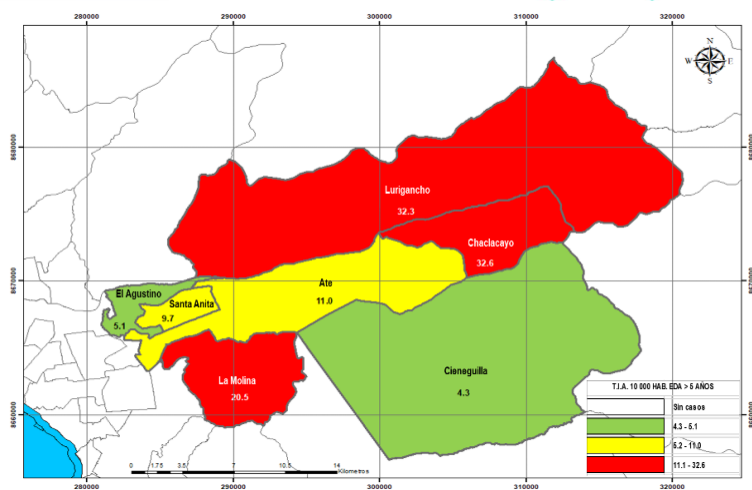 280000 290000 300000 310000 320000
N
W E
S
8680000 8680000
Lurigancho
32.3
Chaclacayo
32.6
8670000 8670000
Ate
11.0
El Agustino
5.1
Santa Anita
9.7
La Molina
20.5
Cieneguilla
4.3
T.I.A. 10 000 HAB. EDA > 5 AÑOS
Sin casos
4.3 - 5.1
5.2 - 11.0
11.1 - 32.6
8660000 8660000
0 1.75 3.5 7 10.5 14
Kilometros
280000 290000 300000 310000 320000